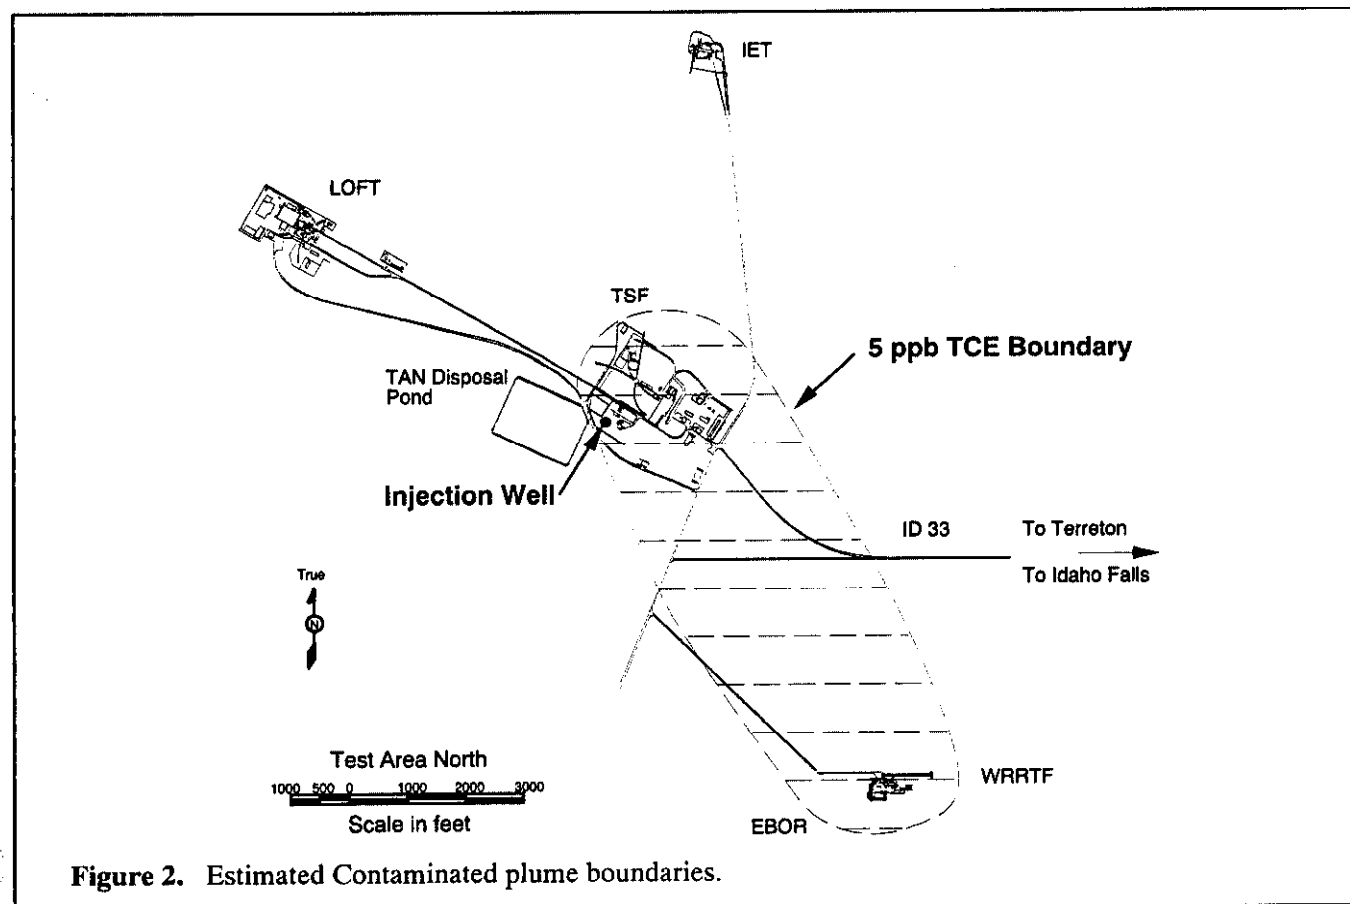 IET
LOFT
TSF
5 ppb TCE Boundary
TAN Disposal
Pond
Injection Well
ID 33
To Terreton
To Idaho Falls
True
N
Test Area North
1000 500 0 1000 2000 3000
Scale in feet
WRRTF
EBOR
Figure 2. Estimated Contaminated plume boundaries.